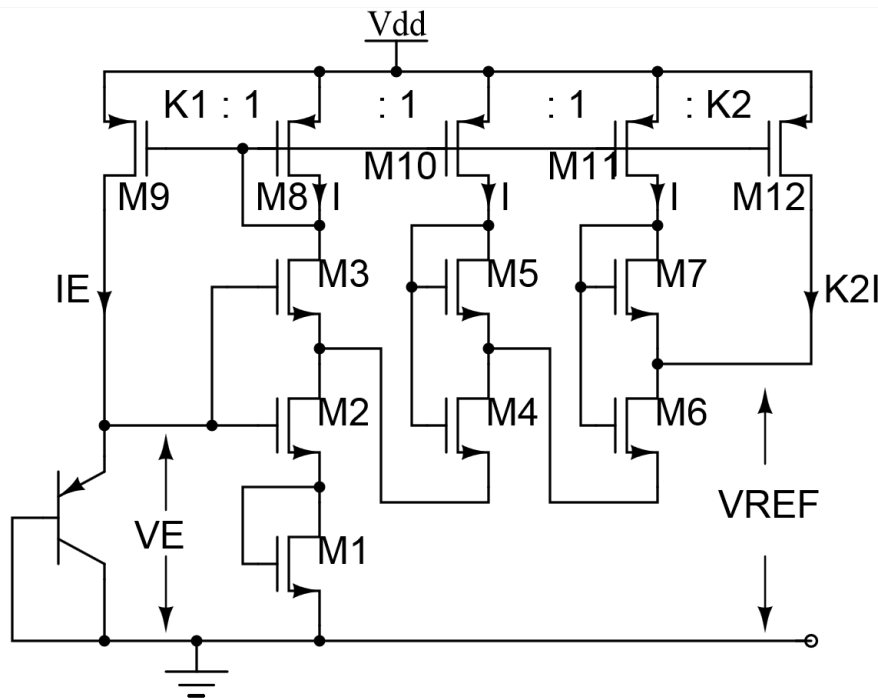 Vdd
K1 : 1 : 1 : 1 : K2
M9 M8 M10 M11 M12
I I I
M3 M5 M7
IE K2I
M2 M4 M6
VE VREF
M1